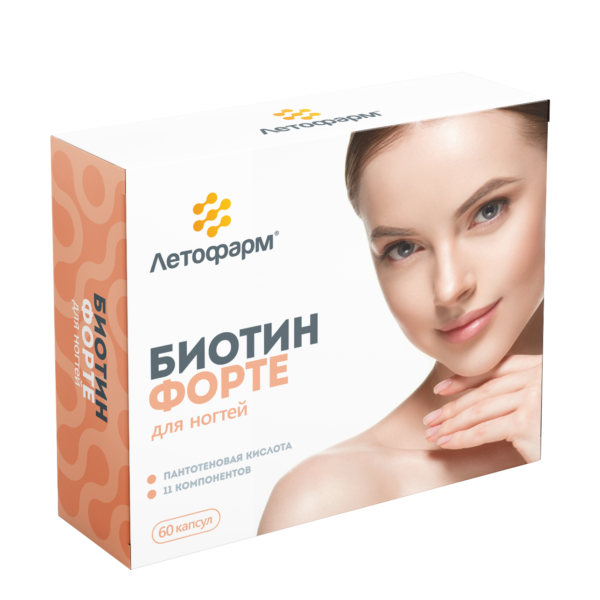 Летофарм®
Летофарм®
БИОТИН
ФОРТЕ
для ногтей
ПАНТОТЕНОВАЯ КИСЛОТА
11 КОМПОНЕНТОВ
60 капсул
БИОТИН
ФОРТЕ
для ногтей